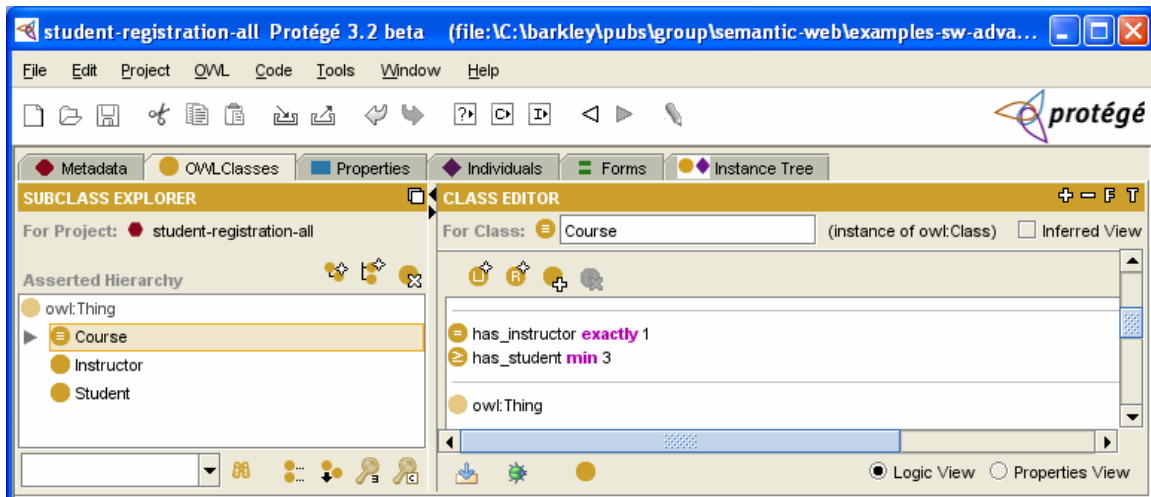 student-registration-all Protégé 3.2 beta (file:\C:\barkley\pubs\group\semantic-web\examples-sw-adva...
File Edit Project OWL Code Tools Window Help
protégé
Metadata OWLClasses Properties Individuals Forms Instance Tree
SUBCLASS EXPLORER
For Project: student-registration-all
Asserted Hierarchy
owl:Thing
Course
Instructor
Student
CLASS EDITOR
F T
For Class: Course (instance of owl:Class) Inferred View
has_instructor exactly 1
has_student min 3
owl:Thing
Logic View Properties View